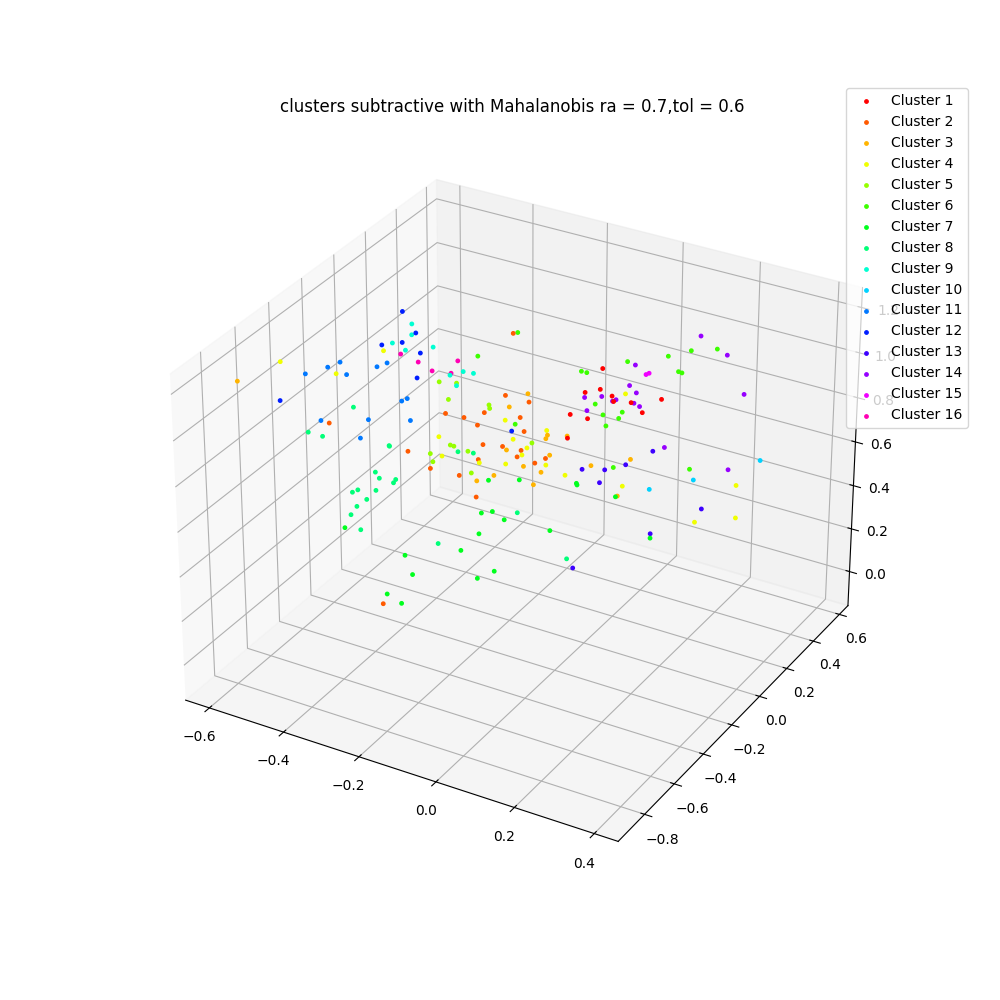 clusters subtractive with Mahalanobis ra = 0.7,tol = 0.6
Cluster 1
Cluster 2
Cluster 3
Cluster 4
Cluster 5
Cluster 6
Cluster 7
Cluster 8
Cluster 9
Cluster 10
Cluster 11
Cluster 12
Cluster 13
Cluster 14
Cluster 15
Cluster 16
1.0
0.8
0.6
0.4
0.2
0.0
0.6
0.4
0.2
0.0
−0.2
−0.4
−0.6
−0.8
−0.6
−0.4
−0.2
0.0
0.2
0.4